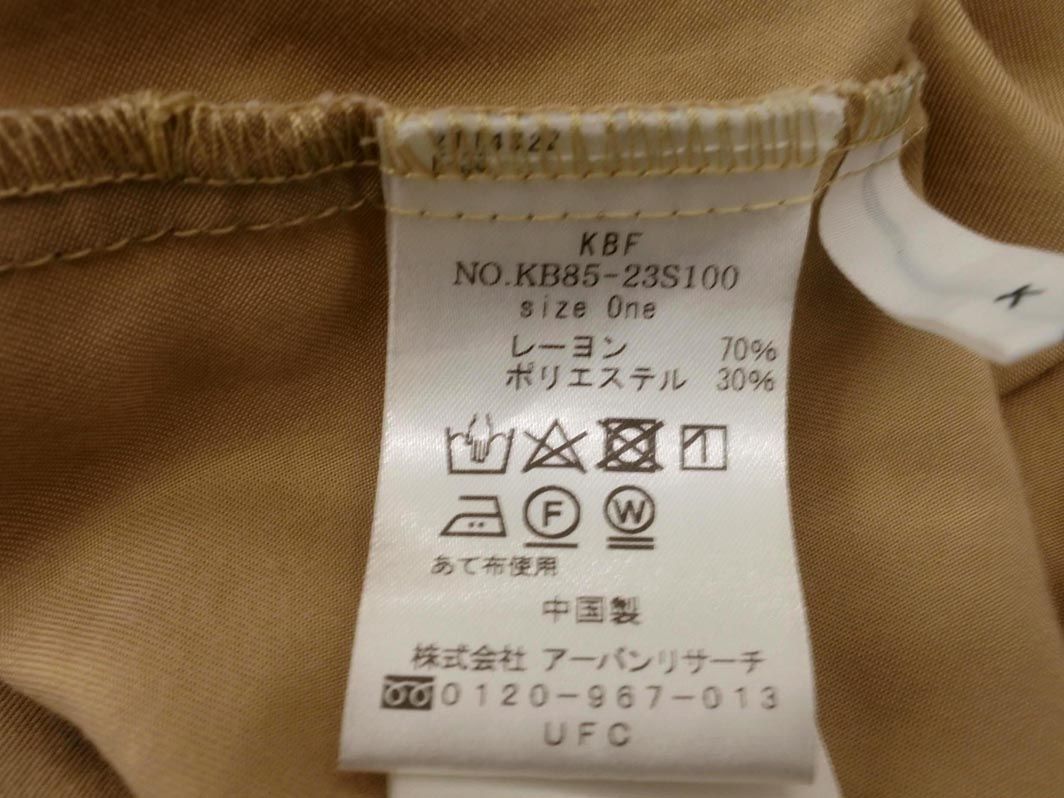 KBF
NO.KB85-23S100
size One
レーヨン 70%
ポリエステル 30%
F W
あて布使用
中国製
株式会社 アーバンリサーチ
0120-967-013
UFC
K